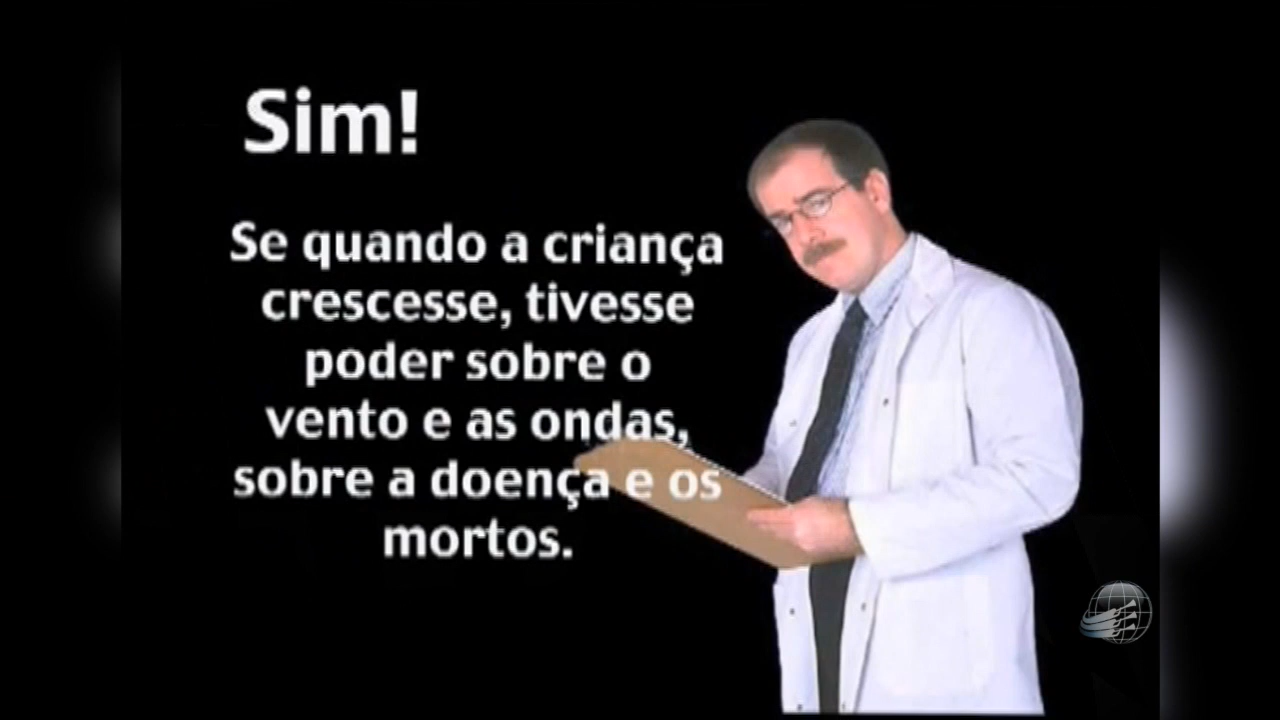 Sim!
Se quando a criança
crescesse, tivesse
poder sobre o
vento e as ondas,
sobre a doença e os
mortos.